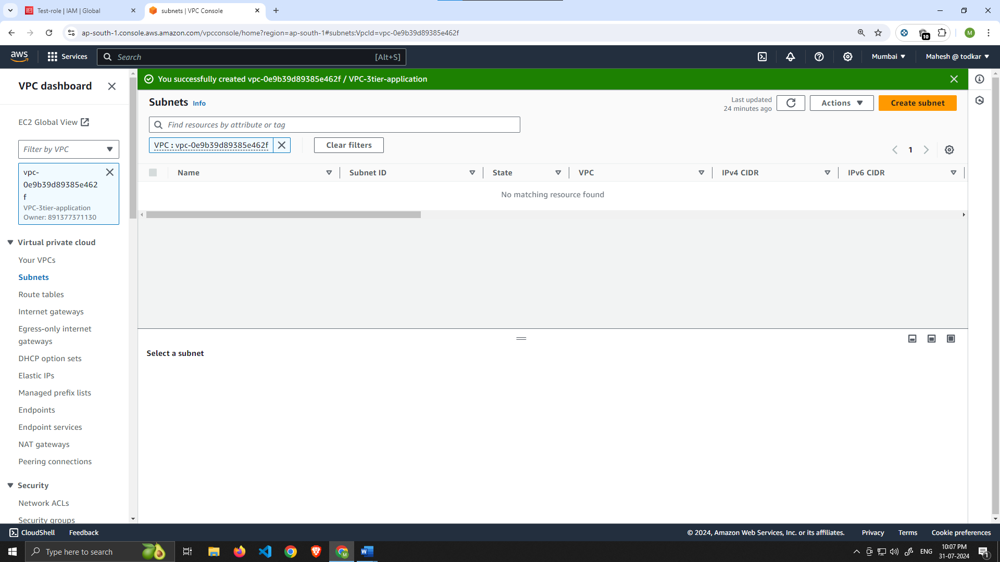 Test-role | IAM | Global
subnets | VPC Console
ap-south-1.console.aws.amazon.com/vpcconsole/home?region=ap-south-1#subnets:VpcId=vpc-0e9b39d89385e462f
10
M
aws
Services
Search
[Alt+S]
Mumbai
Mahesh @ todkar
VPC dashboard
EC2 Global View
Filter by VPC
vpc-
0e9b39d89385e462
f
VPC-3tier-application
Owner: 891377371130
Virtual private cloud
Your VPCs
Subnets
Route tables
Internet gateways
Egress-only internet
gateways
DHCP option sets
Elastic IPs
Managed prefix lists
Endpoints
Endpoint services
NAT gateways
Peering connections
Security
Network ACLs
Security groups
You successfully created vpc-0e9b39d89385e462f / VPC-3tier-application
Subnets
Info
Last updated
24 minutes ago
Actions
Create subnet
Find resources by attribute or tag
VPC : vpc-0e9b39d89385e462f
Clear filters
1
Name
Subnet ID
State
VPC
IPv4 CIDR
IPv6 CIDR
No matching resource found
Select a subnet
CloudShell
Feedback
© 2024, Amazon Web Services, Inc. or its affiliates.
Privacy
Terms
Cookie preferences
Type here to search
M
W
ENG
10:07 PM
31-07-2024
1